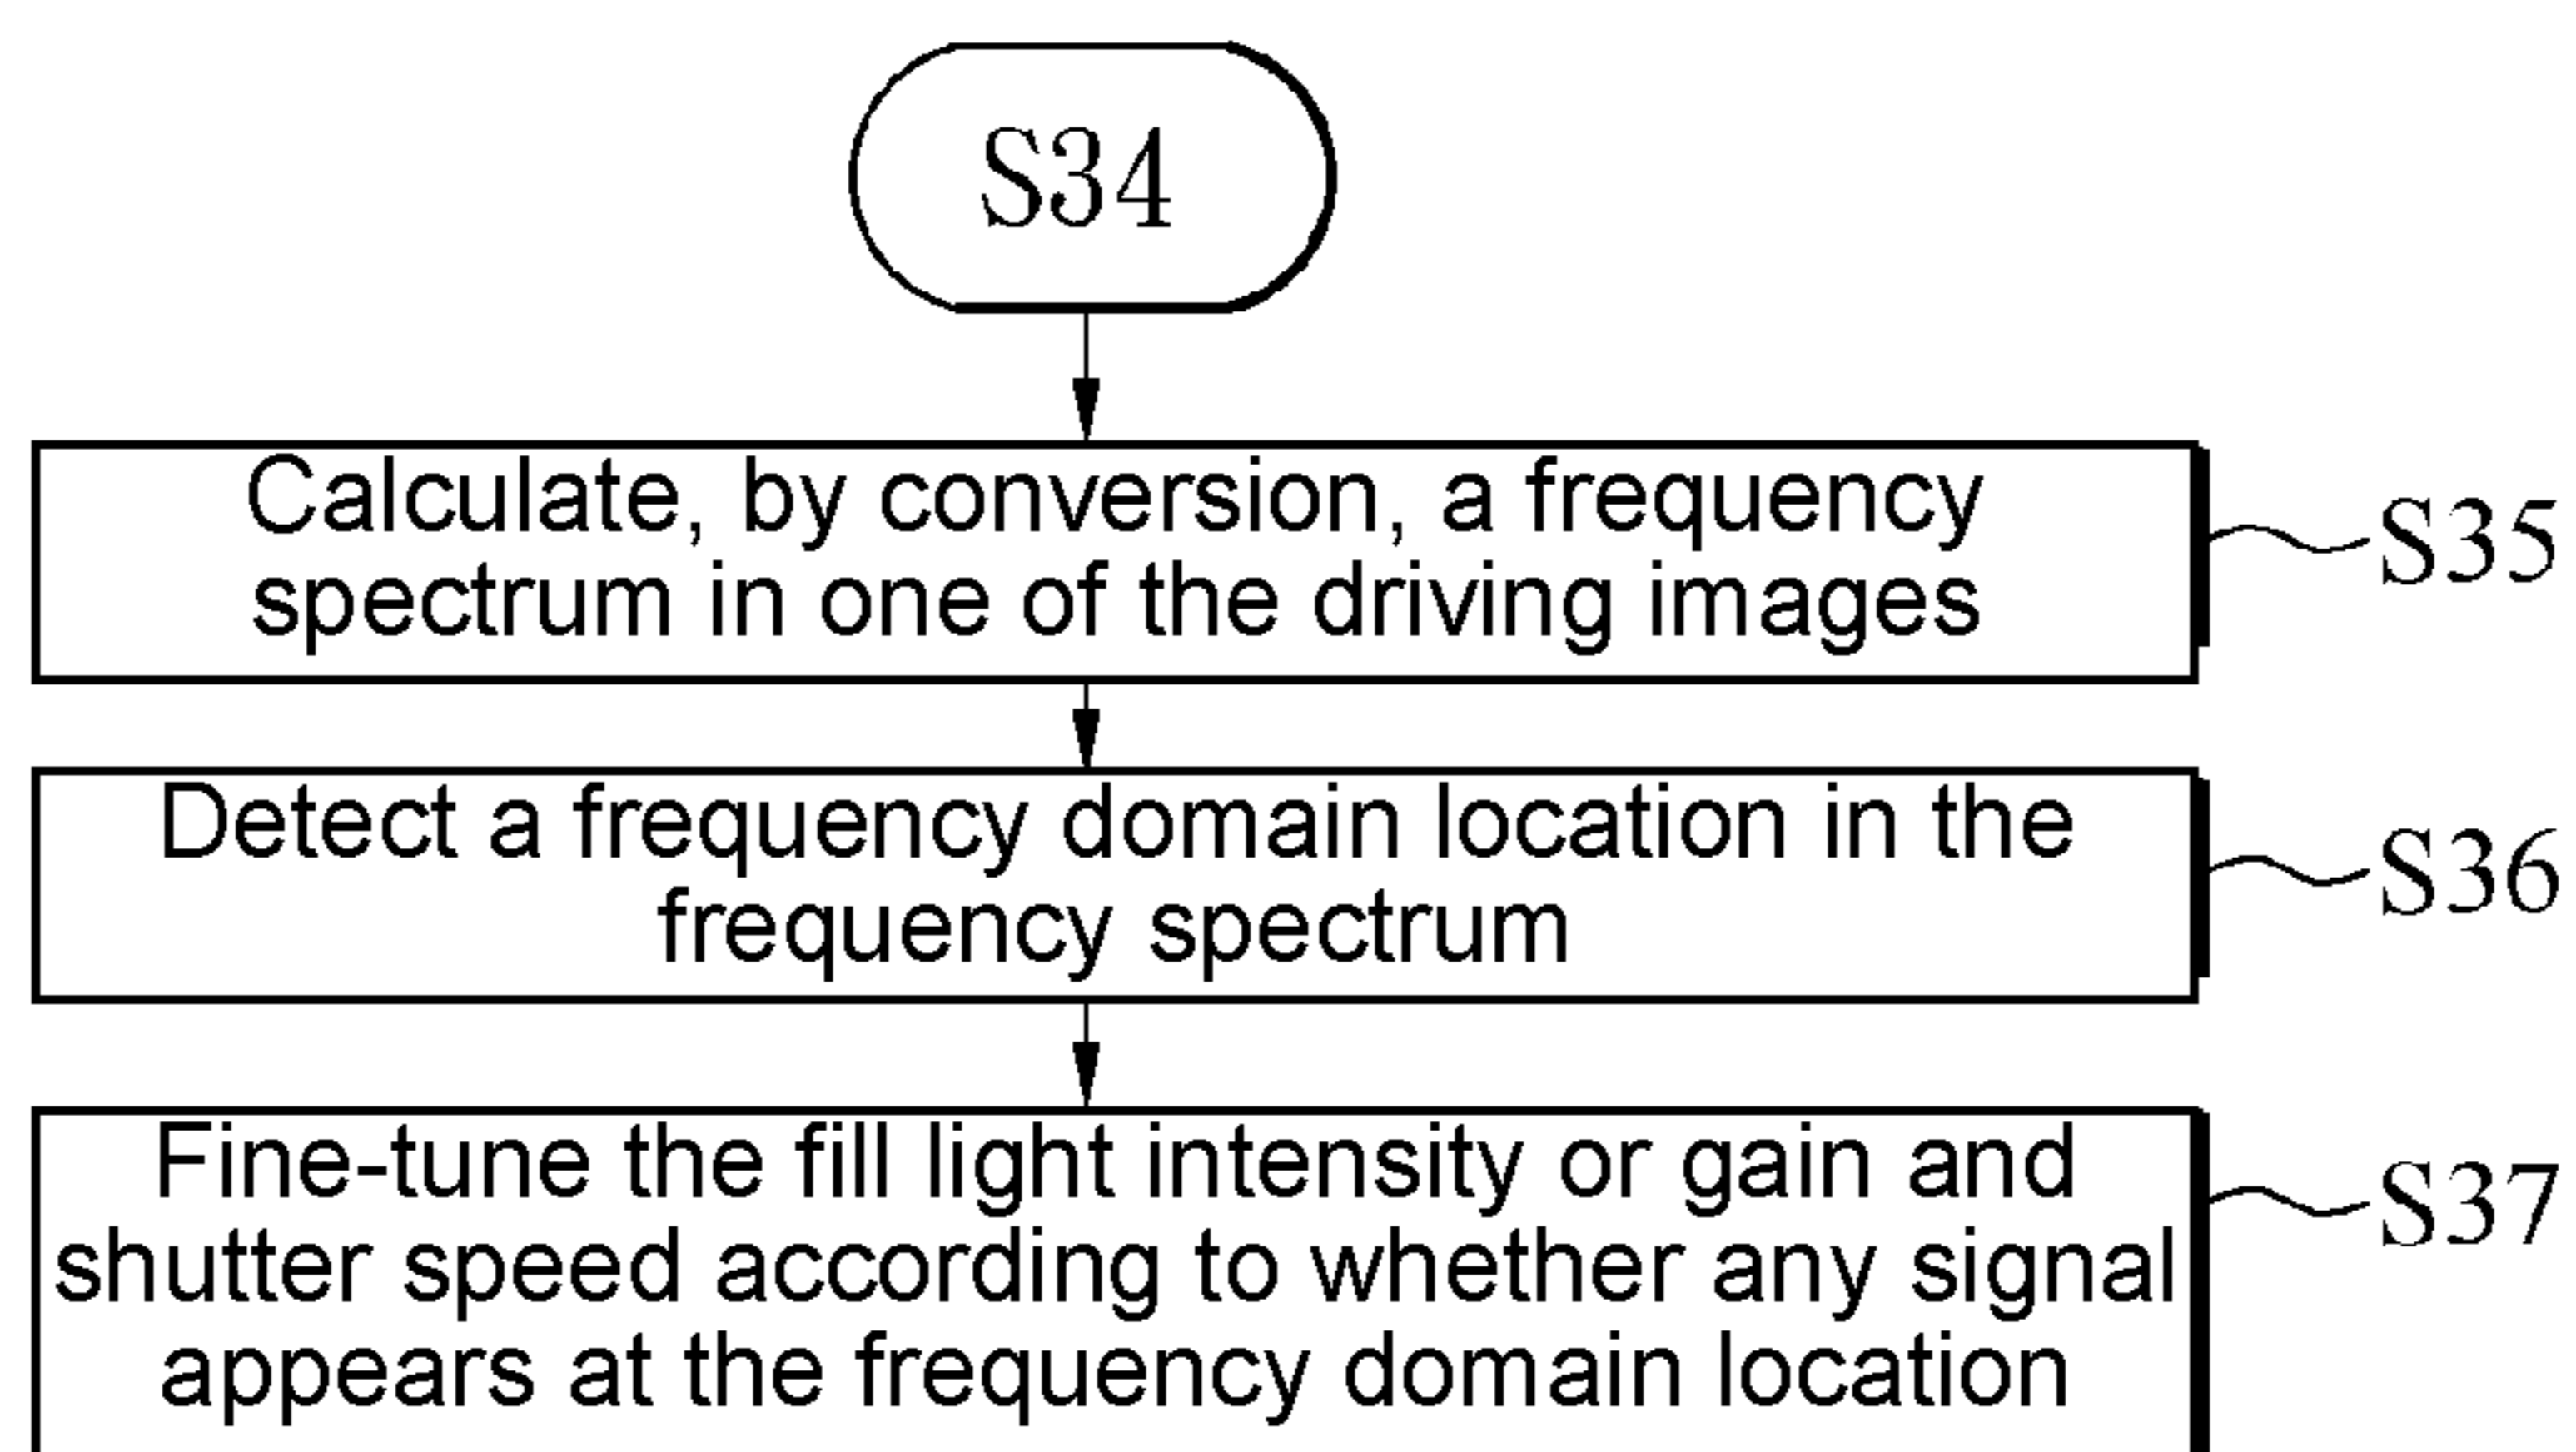 S34
Calculate, by conversion, a frequency
spectrum in one of the driving images
S35
Detect a frequency domain location in the
frequency spectrum
S36
Fine-tune the fill light intensity or gain and
shutter speed according to whether any signal
appears at the frequency domain location
S37